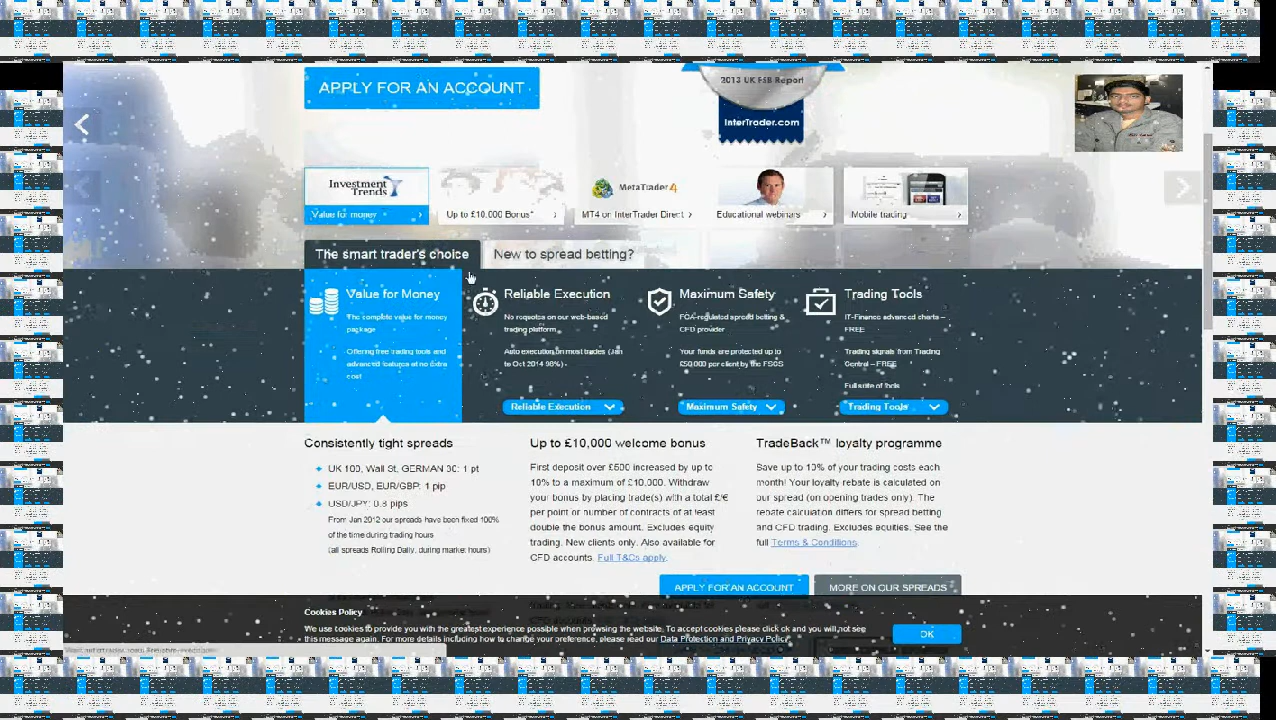 2013 UK FSB Report
APPLY FOR AN ACCOUNT
InterTrader.com
Investment Trends
MetaTrader 4
Value for money
Up to £10,000 Bonus*
MT4 on InterTrader Direct
Educational webinars
Mobile trading
The smart trader's choice
New to spread betting?
Value for Money
The complete value for money
package
Offering free trading tools and
advanced features at no extra
cost
Reliable Execution
No requotes on our web-based
trading platform
Auto execution on most trades (Jan
to Oct 2014 98%)
Reliable Execution
Maximum Safety
FCA-regulated spread betting &
CFD provider
Your funds are protected up to
£50,000 per client by the FSCS
Maximum Safety
Trading Tools
IT-Finance advanced charts –
FREE
Trading signals from Trading
Central – FREE
Full suite of tools
Trading Tools
Consistently tight spreads
UK 100, Wall St, GERMAN 30: 1 pt
EUR/USD, EUR/GBP: 1 pip
USD/JPY: 0.8 pips
From Jan 2012 our spreads have been fixed 100%
of the time during trading hours
(all spreads Rolling Daily, during market hours)
Up to £10,000 welcome bonus
First deposit over £500 increased by up to
10% to a maximum of £10,000. Withdraw
your bonus by placing trade(s) with a total £/€
per point or number of contracts of at least
double the bonus amount. Excludes equity
trading. New clients only. Also available for
CFD accounts. Full T&Cs apply.
TradeBack™ loyalty programme
Save up to 10% of your trading costs each
month! Your loyalty rebate is calculated on
our spread (on opening trades only). The
rebate calculation differs for spread betting
and CFD trading. Excludes equities. See the
full Terms & Conditions.
APPLY FOR AN ACCOUNT
MORE ON OUR SPREADS
Cookies Policy
We use cookies to provide you with the greatest experience possible when browsing the website. To accept cookies please click ok and you will not see
this message again. For more details including how to change your preference, please read our Data Protection and Privacy Policy
OK